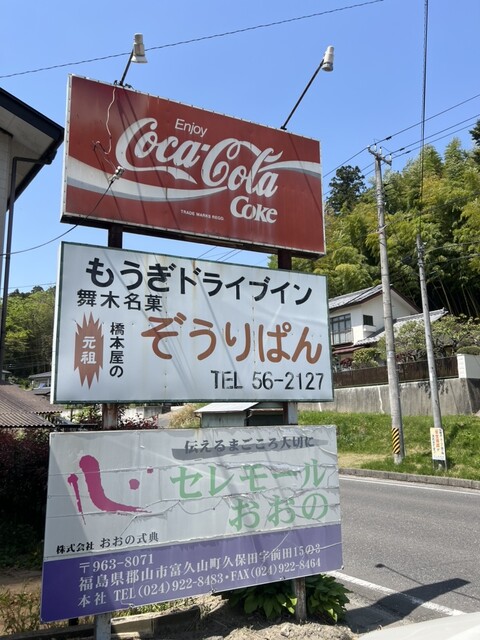 Enjoy
Coca-Cola
Coke
TRADE MARKS REGD
もうぎドライブイン
舞木名菓
元祖
橋本屋の
ぞうりぱん
TEL 56-2127
伝えるまごころ大切に
心
セレモール
おおの
株式会社 おおの式典
〒963-8071
福島県郡山市富久山町久保田字前田15の3
本社 TEL(024)922-8483・FAX(024)922-8464